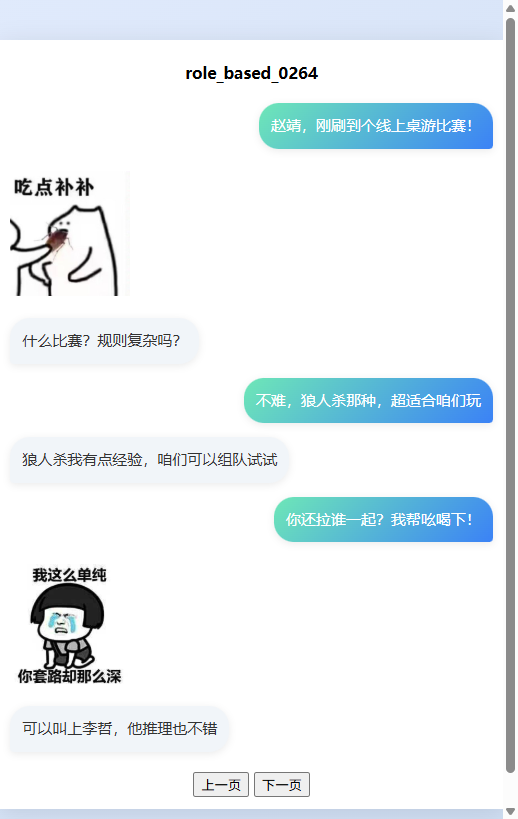 role_based_0264
赵靖，刚刷到个线上桌游比赛！
吃点补补
什么比赛？规则复杂吗？
不难，狼人杀那种，超适合咱们玩
狼人杀我有点经验，咱们可以组队试试
你还拉谁一起？我帮吆喝下！
我这么单纯
你套路却那么深
可以叫上李哲，他推理也不错
上一页 下一页